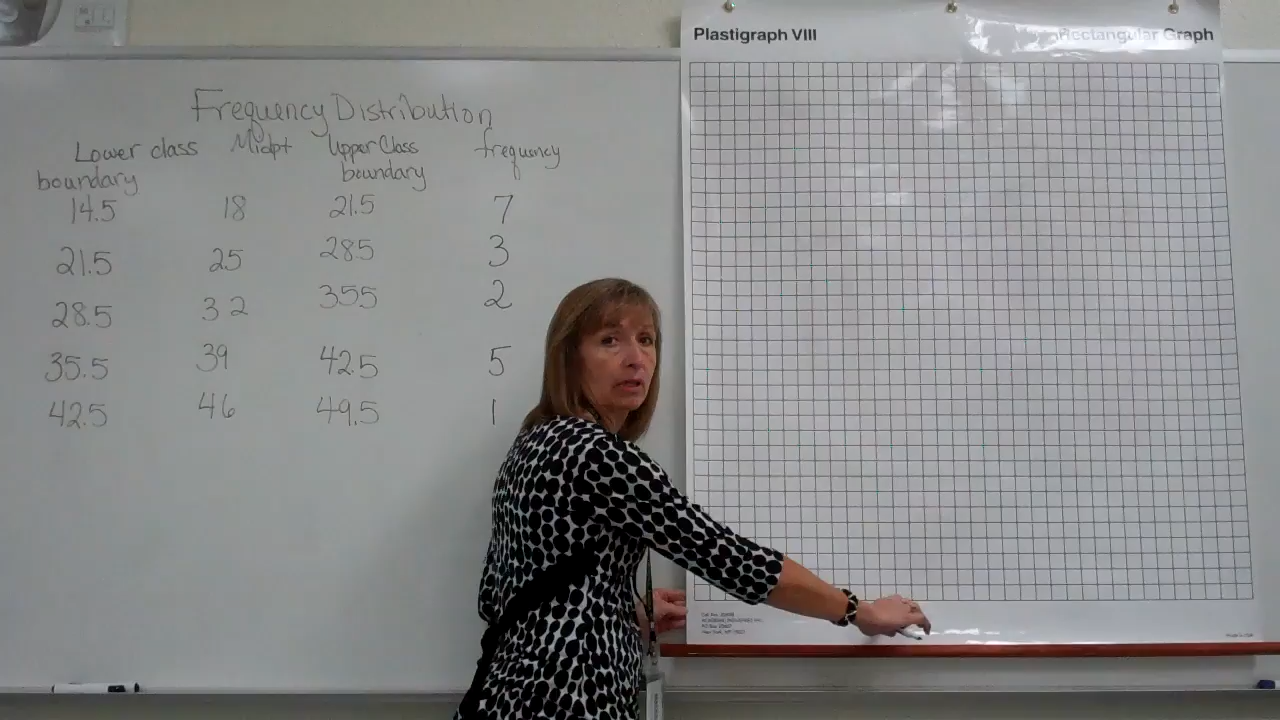 Plastigraph VIII
Rectangular Graph
Frequency Distribution
Lower class boundary Midpt Upper Class boundary frequency
14.5 18 21.5 7
21.5 25 28.5 3
28.5 32 355 2
35.5 39 42.5 5
42.5 46 49.5 1